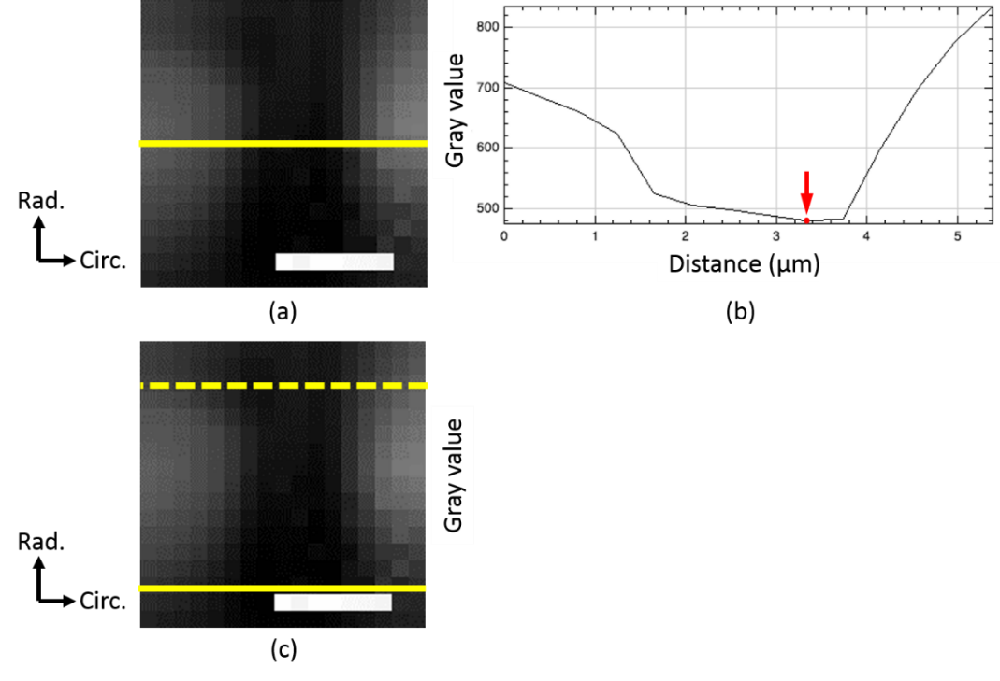 Rad.
Circ.
(a)
Gray value
800
700
600
500
0 1 2 3 4 5
Distance (µm)
(b)
Rad.
Circ.
(c)
Gray value